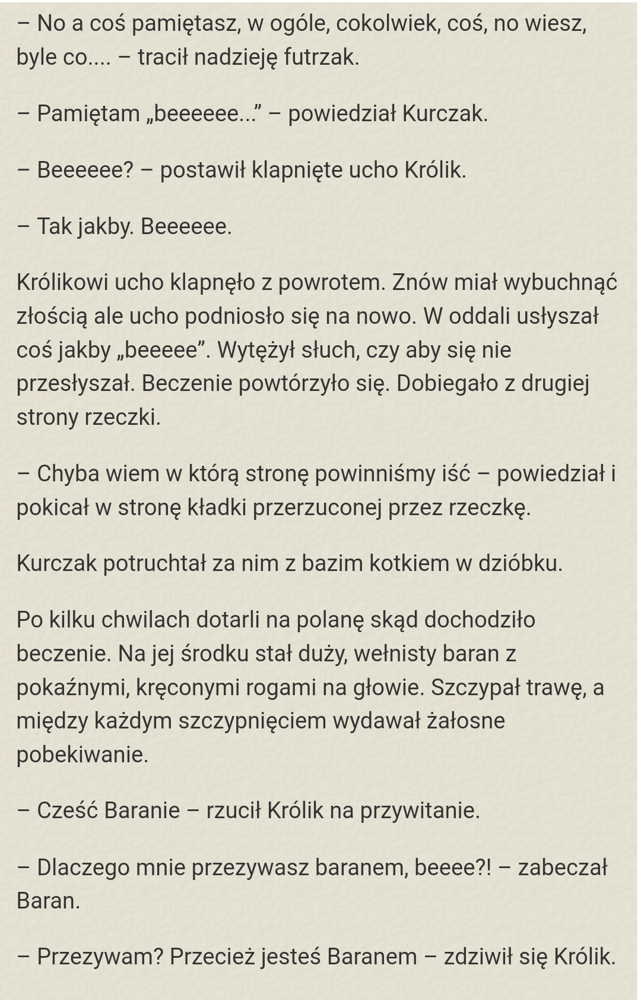 – No a coś pamiętasz, w ogóle, cokolwiek, coś, no wiesz,
byle co.... – tracił nadzieję futrzak.
– Pamiętam „beeeeee...” – powiedział Kurczak.
– Beeeeee? – postawił klapnięte ucho Królik.
– Tak jakby. Beeeeee.
Królikowi ucho klapnęło z powrotem. Znów miał wybuchnąć
złością ale ucho podniosło się na nowo. W oddali usłyszał
coś jakby „beeeee”. Wytężył słuch, czy aby się nie
przesłyszał. Beczenie powtórzyło się. Dobiegało z drugiej
strony rzeczki.
– Chyba wiem w którą stronę powinniśmy iść – powiedział i
pokicał w stronę kładki przerzuconej przez rzeczkę.
Kurczak potruchtał za nim z bazim kotkiem w dzióbku.
Po kilku chwilach dotarli na polanę skąd dochodziło
beczenie. Na jej środku stał duży, wełnisty baran z
pokaźnymi, kręconymi rogami na głowie. Szczypał trawę, a
między każdym szczypnięciem wydawał żałosne
pobekiwanie.
– Cześć Baranie – rzucił Królik na przywitanie.
– Dlaczego mnie przezywasz baranem, beeee?! – zabeczał
Baran.
– Przezywam? Przecież jesteś Baranem – zdziwił się Królik.